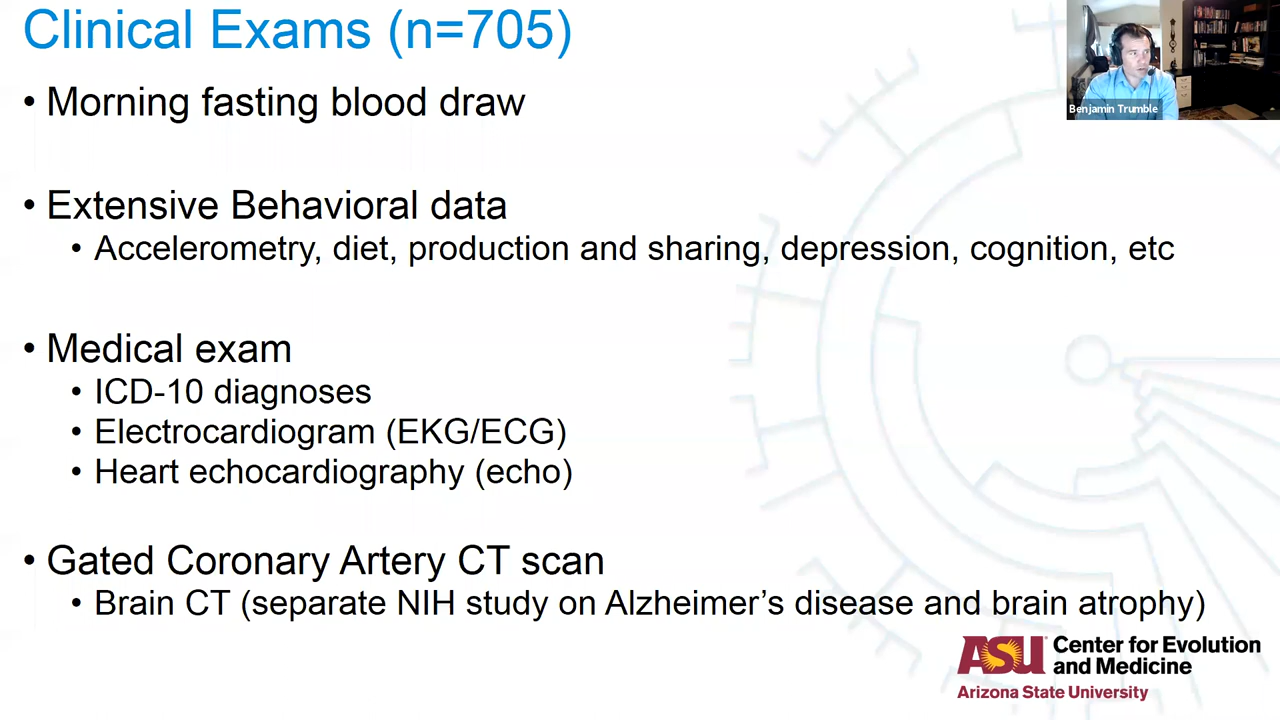 Clinical Exams (n=705)
• Morning fasting blood draw
• Extensive Behavioral data
• Accelerometry, diet, production and sharing, depression, cognition, etc
• Medical exam
• ICD-10 diagnoses
• Electrocardiogram (EKG/ECG)
• Heart echocardiography (echo)
• Gated Coronary Artery CT scan
• Brain CT (separate NIH study on Alzheimer’s disease and brain atrophy)
Benjamin Trumble
ASU Center for Evolution
and Medicine
Arizona State University